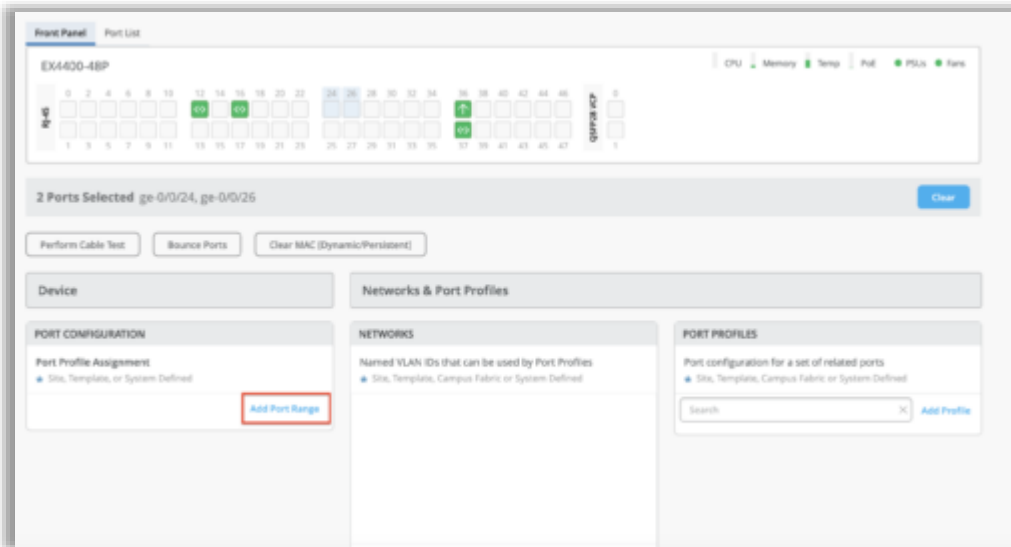 Front Panel Port List
EX4400-48P
CPU Memory Temp PoE PSUs Fans
0 2 4 6 8 10 12 14 16 18 20 22 24 26 28 30 32 34 36 38 40 42 44 46 0
RJ-45
QSFP28 VCP
1 3 5 7 9 11 13 15 17 19 21 23 25 27 29 31 33 35 37 39 41 43 45 47 1
2 Ports Selected ge-0/0/24, ge-0/0/26
Clear
Perform Cable Test Bounce Ports Clear MAC [Dynamic/Persistent]
Device Networks & Port Profiles
PORT CONFIGURATION NETWORKS PORT PROFILES
Port Profile Assignment Named VLAN IDs that can be used by Port Profiles Port configuration for a set of related ports
Site, Template, or System Defined Site, Template, Campus Fabric or System Defined Site, Template, Campus Fabric or System Defined
Add Port Range Search Add Profile